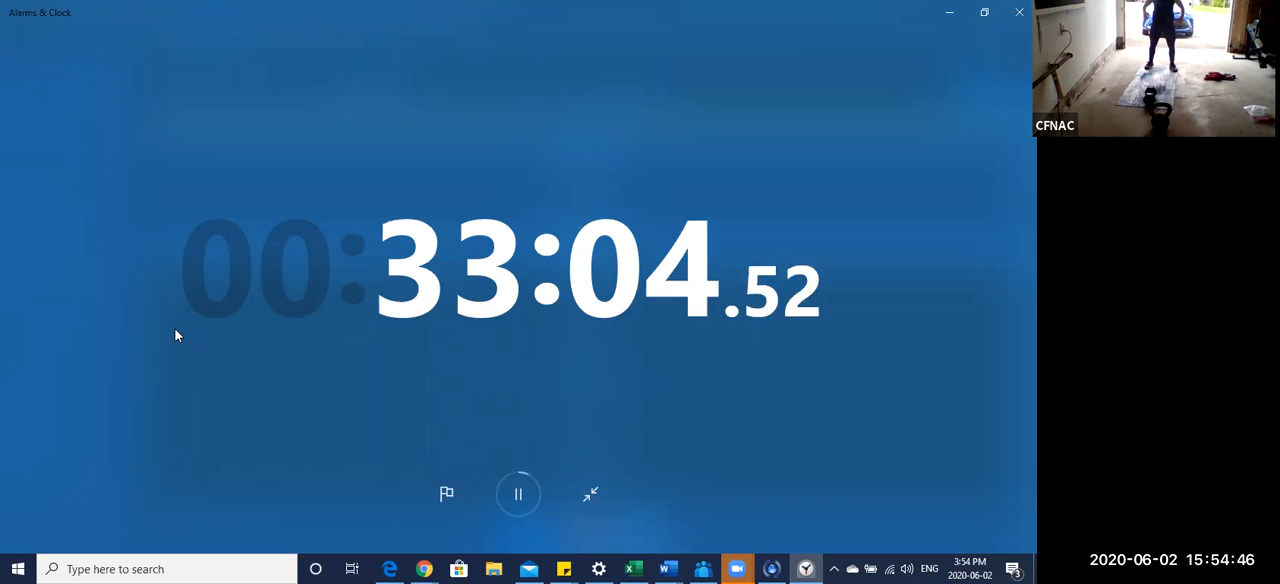 Alarms & Clock
CFNAC
00:33:04.52
Type here to search
ENG
3:54 PM
2020-06-02
3
2020-06-02 15:54:46